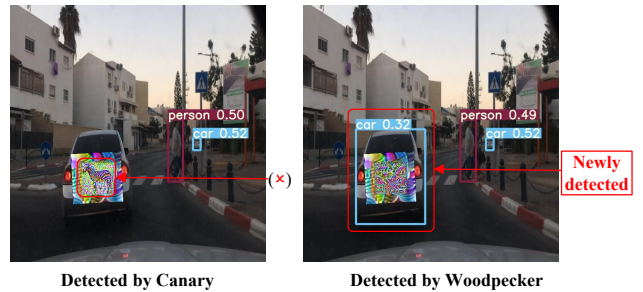 person 0.50
car 0.52
(×)
Detected by Canary
person 0.49
car 0.32
car 0.52
Newly
detected
Detected by Woodpecker